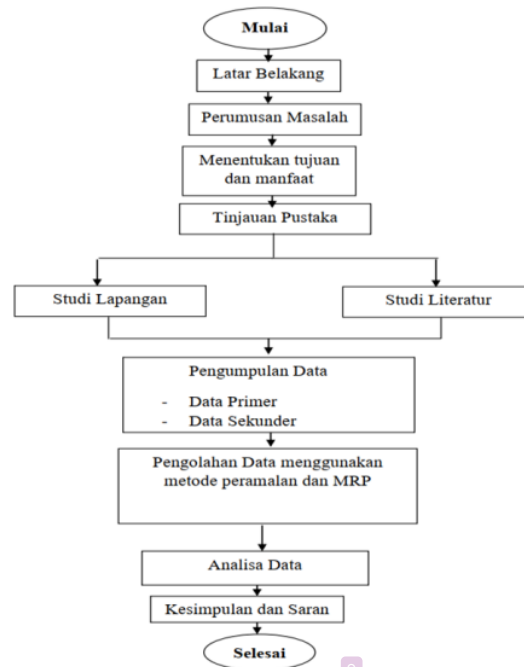 Mulai
Latar Belakang
Perumusan Masalah
Menentukan tujuan
dan manfaat
Tinjauan Pustaka
Studi Lapangan
Studi Literatur
Pengumpulan Data
- Data Primer
- Data Sekunder
Pengolahan Data menggunakan
metode peramalan dan MRP
Analisa Data
Kesimpulan dan Saran
Selesai